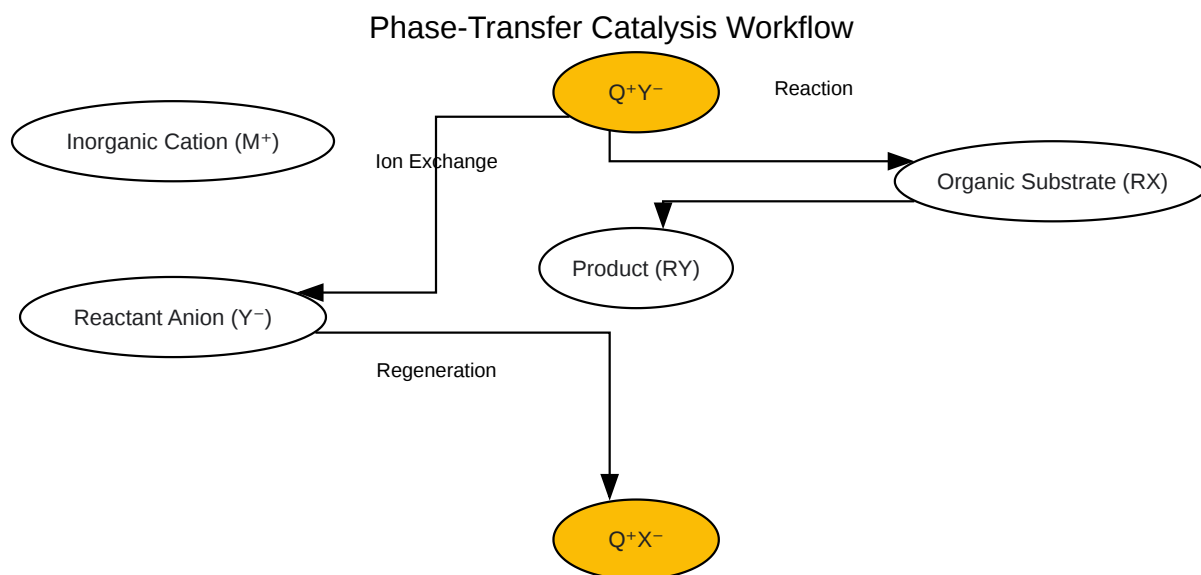 Phase-Transfer Catalysis Workflow
Q⁺Y⁻
Reaction
Inorganic Cation (M⁺)
Ion Exchange
Organic Substrate (RX)
Product (RY)
Reactant Anion (Y⁻)
Regeneration
Q⁺X⁻